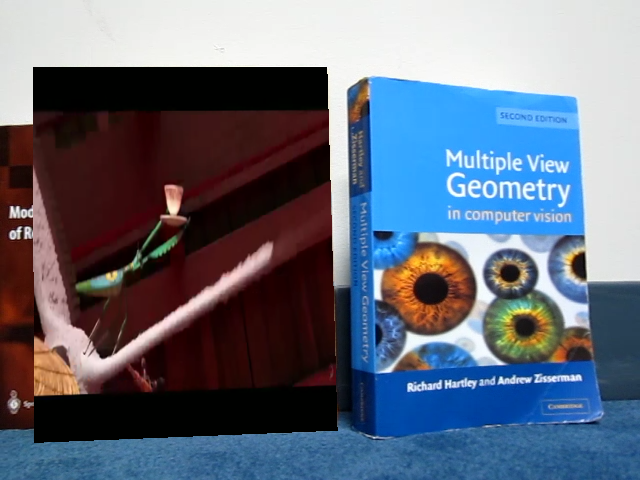 Mod
of R
Hartley and
Zisserman
Multiple View Geometry
SECOND EDITION
Multiple View
Geometry
in computer vision
Richard Hartley and Andrew Zisserman
CAMBRIDGE